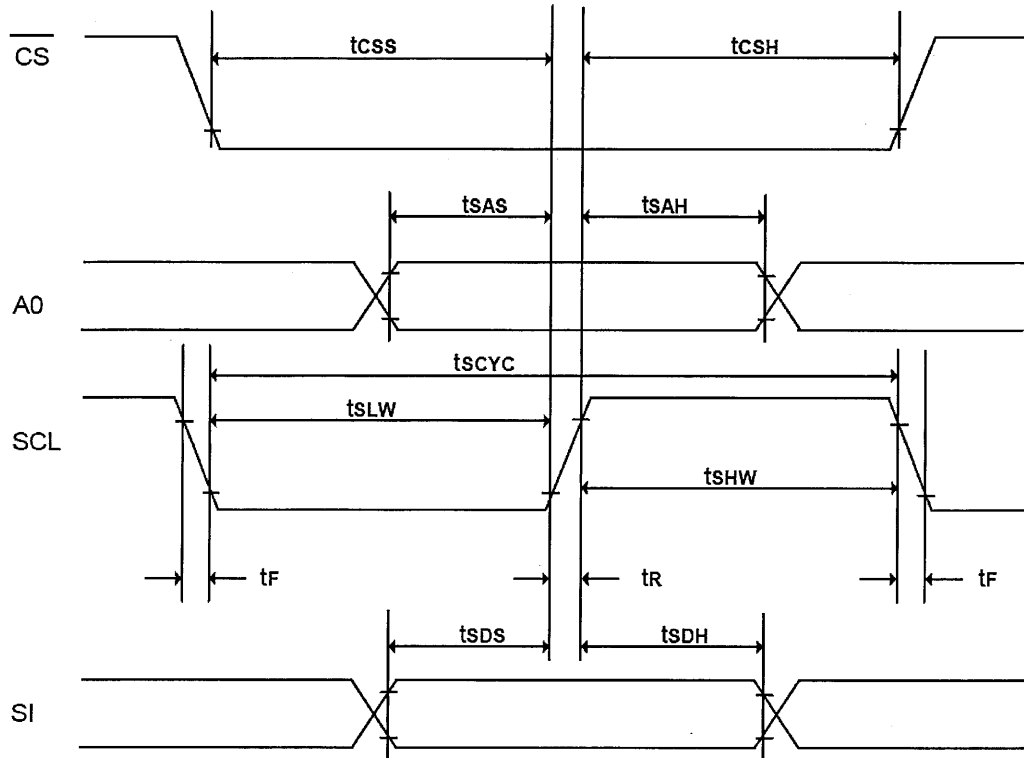 CS tCSS tCSH
tSAS tSAH
A0
tSCYC
tSLW
SCL
tSHW
tF tR tF
tSDS tSDH
SI